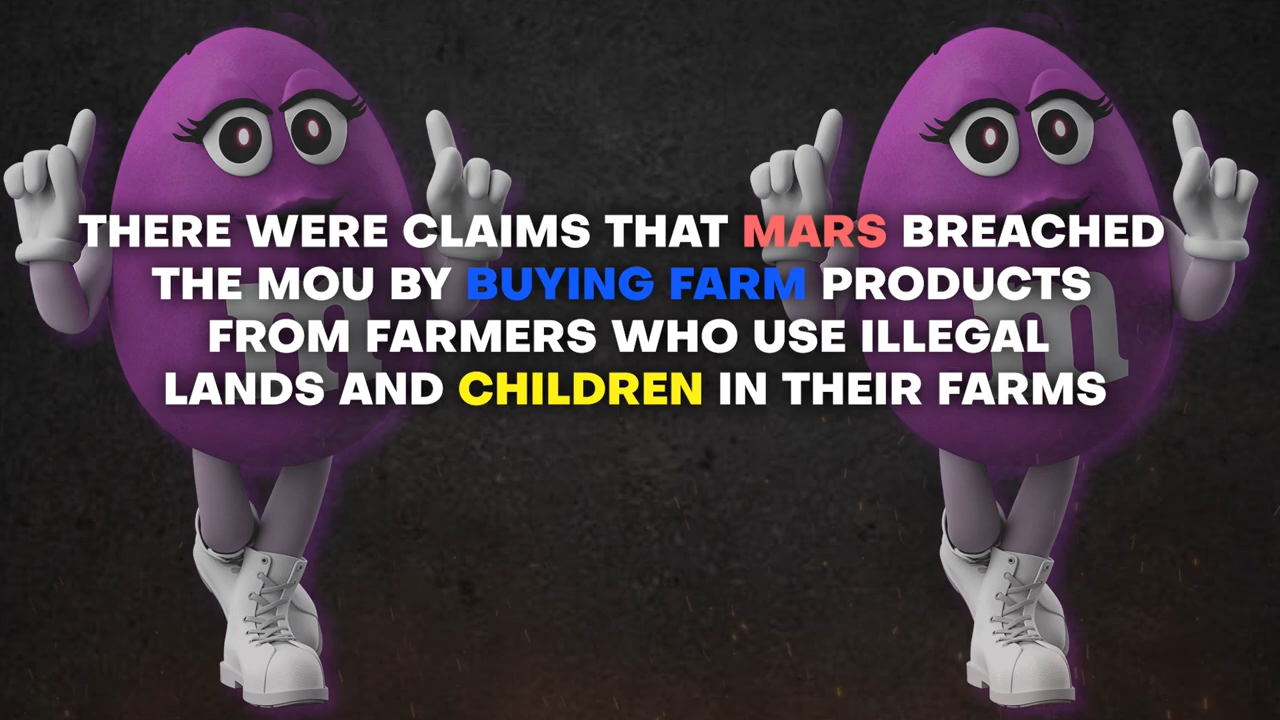 THERE WERE CLAIMS THAT MARS BREACHED
THE MOU BY BUYING FARM PRODUCTS
FROM FARMERS WHO USE ILLEGAL
LANDS AND CHILDREN IN THEIR FARMS
m
m